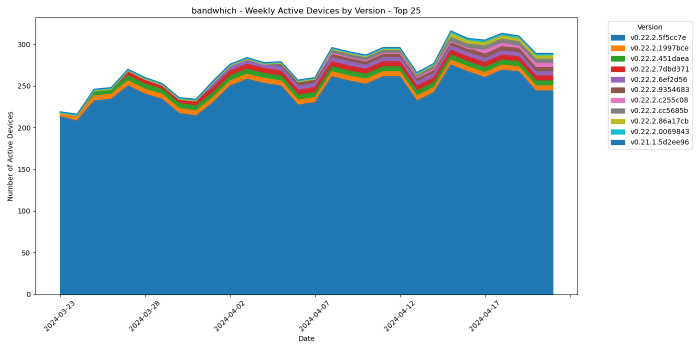 bandwhich - Weekly Active Devices by Version - Top 25
Number of Active Devices
300
250
200
150
100
50
0
2024-03-23
2024-03-28
2024-04-02
2024-04-07
2024-04-12
2024-04-17
Date
Version
v0.22.2.5f5cc7e
v0.22.2.1997bce
v0.22.2.451daea
v0.22.2.7dbd371
v0.22.2.6ef2d56
v0.22.2.9354683
v0.22.2.c255c08
v0.22.2.cc5685b
v0.22.2.86a17cb
v0.22.2.0069843
v0.21.1.5d2ee96